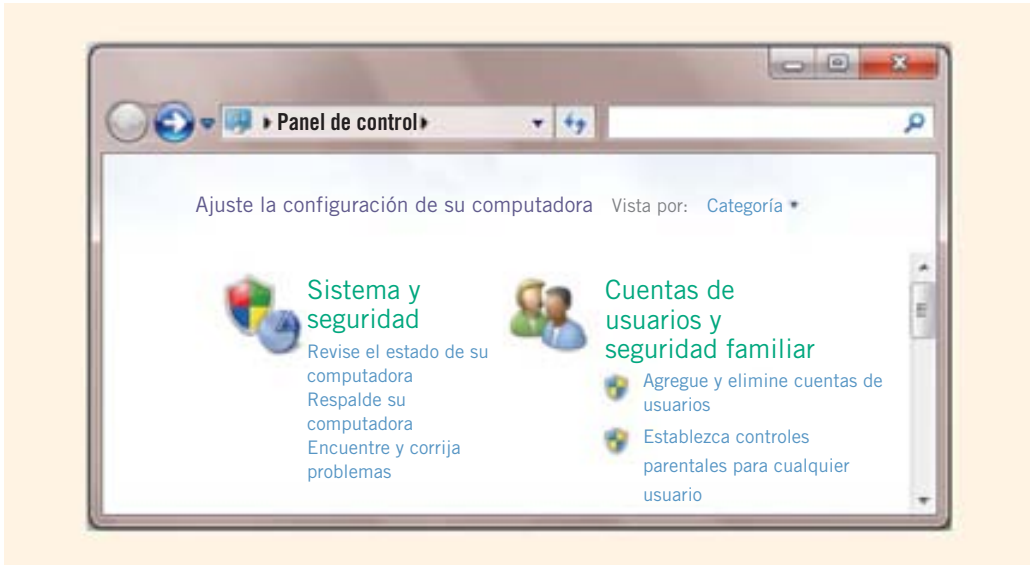 Panel de control
Ajuste la configuración de su computadora Vista por: Categoría
Sistema y
seguridad
Revise el estado de su
computadora
Respalde su
computadora
Encuentre y corrija
problemas
Cuentas de
usuarios y
seguridad familiar
Agregue y elimine cuentas de
usuarios
Establezca controles
parentales para cualquier
usuario